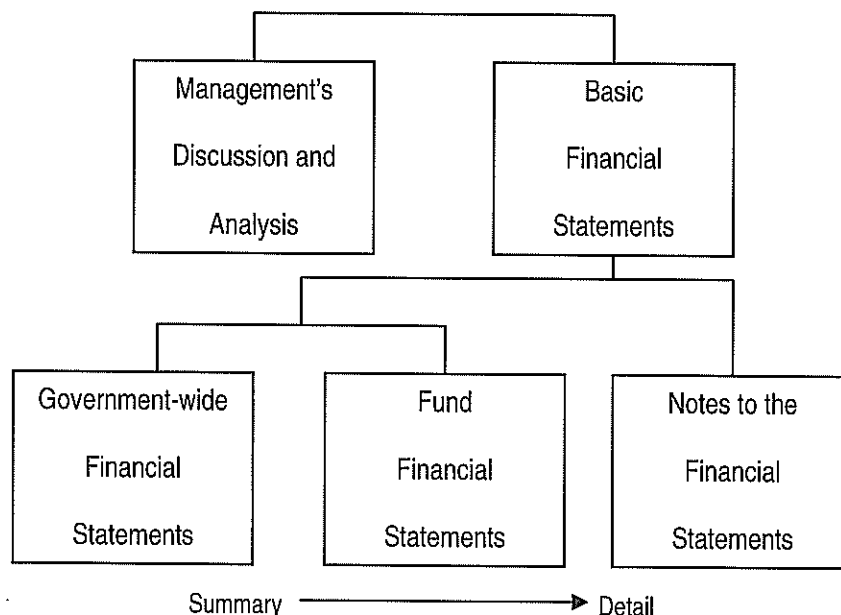 Management's
Discussion and
Analysis
Basic
Financial
Statements
Government-wide
Financial
Statements
Fund
Financial
Statements
Notes to the
Financial
Statements
Summary
Detail